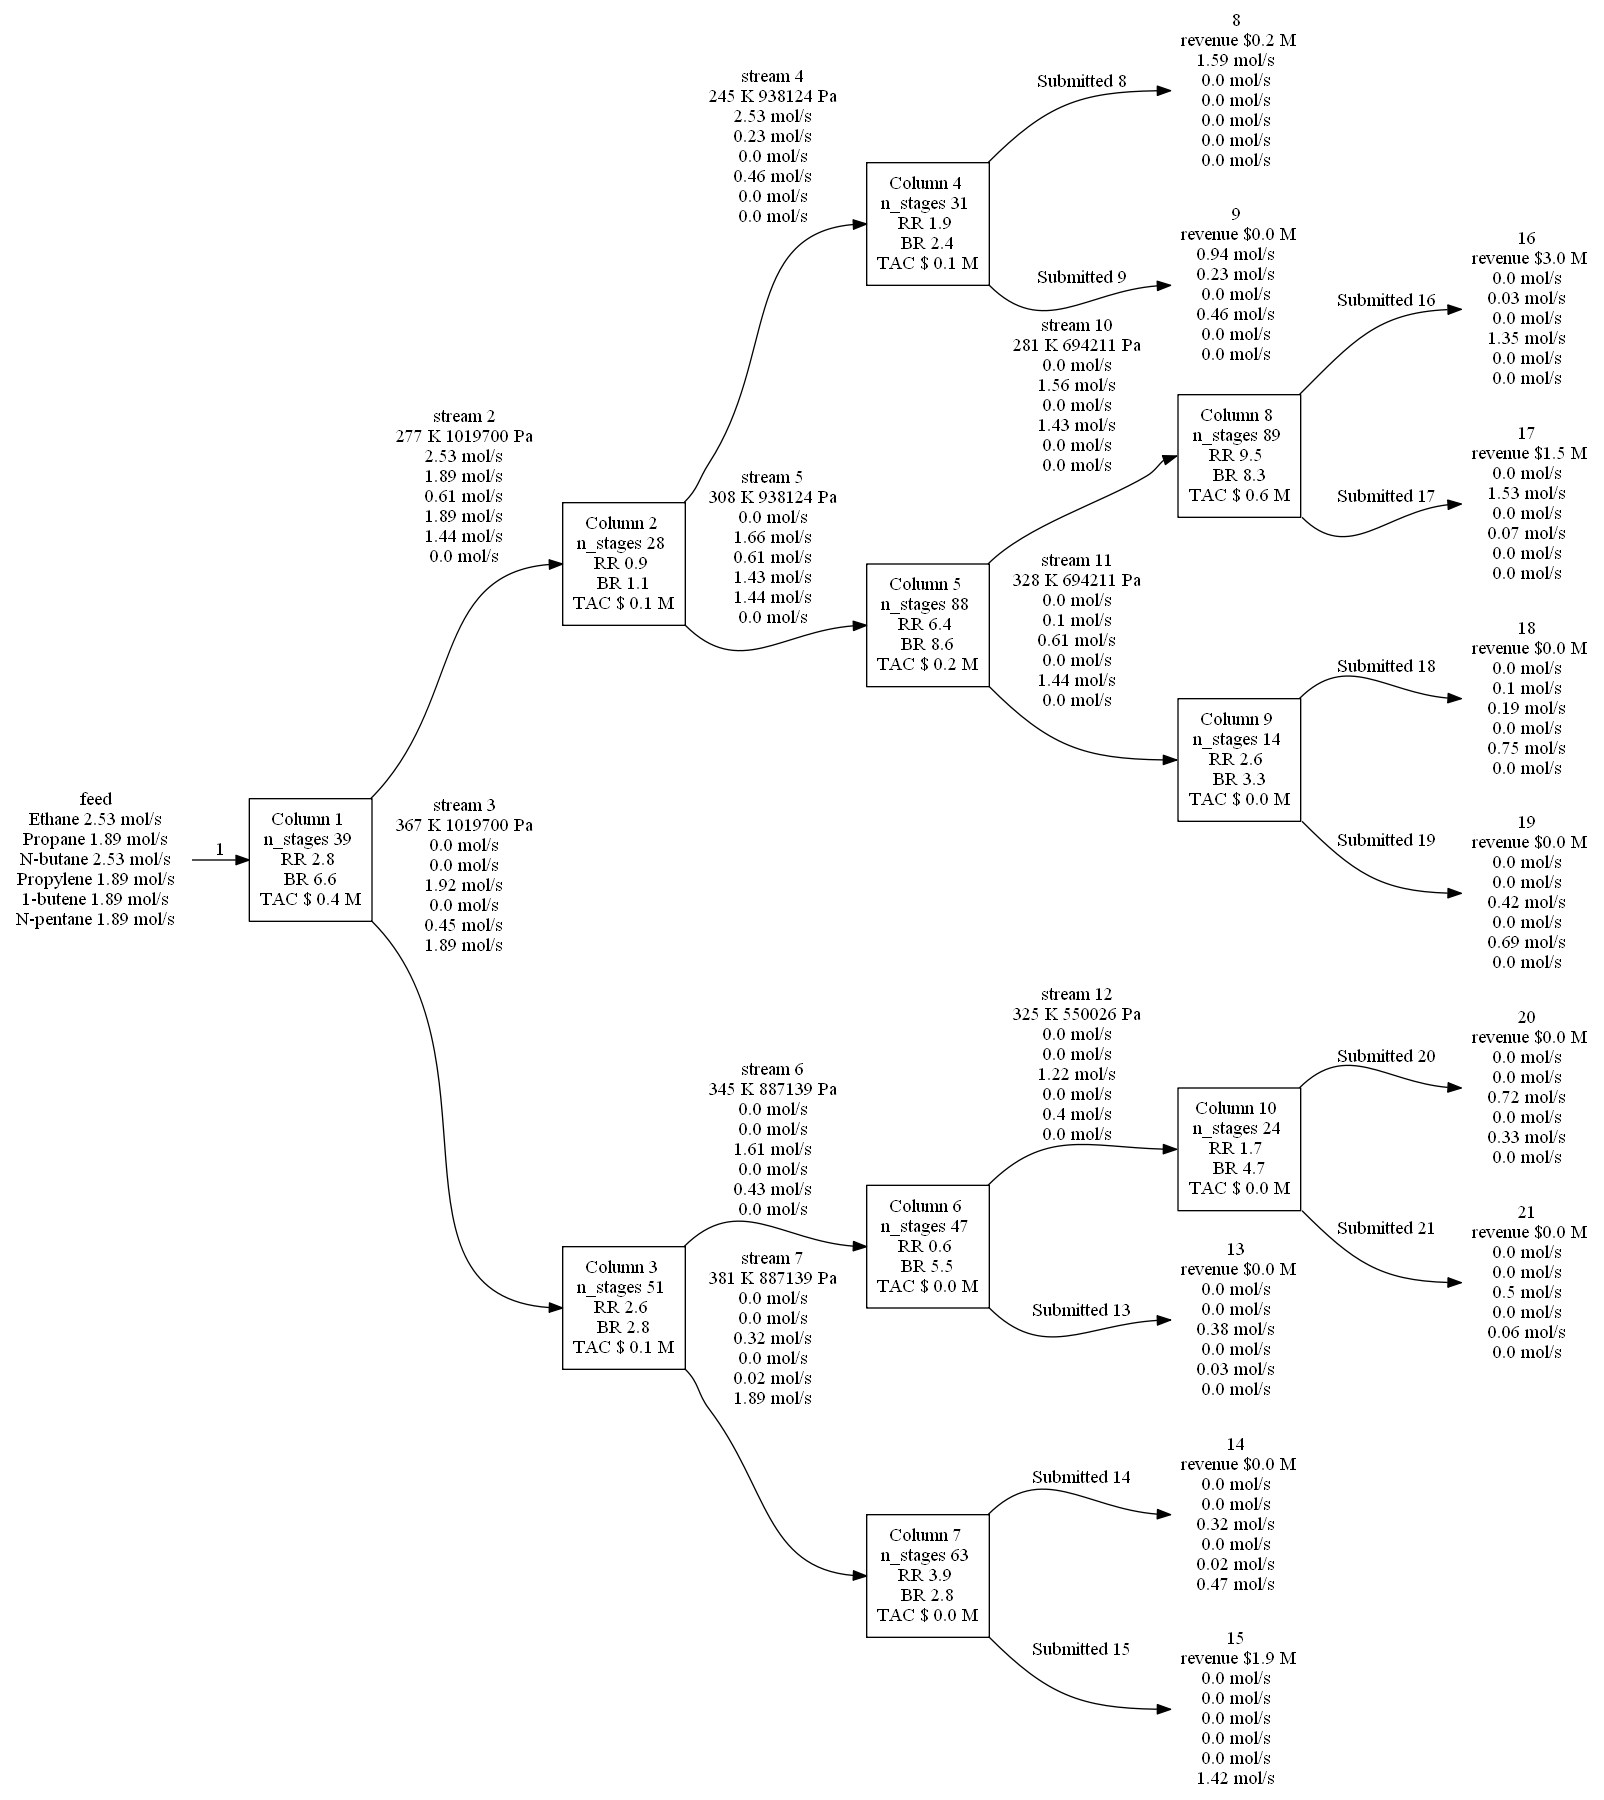 feed
Ethane 2.53 mol/s
Propane 1.89 mol/s
N-butane 2.53 mol/s
Propylene 1.89 mol/s
1-butene 1.89 mol/s
N-pentane 1.89 mol/s
1
Column 1
n_stages 39
RR 2.8
BR 6.6
TAC $ 0.4 M
stream 2
277 K 1019700 Pa
2.53 mol/s
1.89 mol/s
0.61 mol/s
1.89 mol/s
1.44 mol/s
0.0 mol/s
stream 3
367 K 1019700 Pa
0.0 mol/s
0.0 mol/s
1.92 mol/s
0.0 mol/s
0.45 mol/s
1.89 mol/s
Column 2
n_stages 28
RR 0.9
BR 1.1
TAC $ 0.1 M
Column 3
n_stages 51
RR 2.6
BR 2.8
TAC $ 0.1 M
stream 4
245 K 938124 Pa
2.53 mol/s
0.23 mol/s
0.0 mol/s
0.46 mol/s
0.0 mol/s
0.0 mol/s
stream 5
308 K 938124 Pa
0.0 mol/s
1.66 mol/s
0.61 mol/s
1.43 mol/s
1.44 mol/s
0.0 mol/s
stream 6
345 K 887139 Pa
0.0 mol/s
0.0 mol/s
1.61 mol/s
0.0 mol/s
0.43 mol/s
0.0 mol/s
stream 7
381 K 887139 Pa
0.0 mol/s
0.0 mol/s
0.32 mol/s
0.0 mol/s
0.02 mol/s
1.89 mol/s
Column 4
n_stages 31
RR 1.9
BR 2.4
TAC $ 0.1 M
Column 5
n_stages 88
RR 6.4
BR 8.6
TAC $ 0.2 M
Column 6
n_stages 47
RR 0.6
BR 5.5
TAC $ 0.0 M
Column 7
n_stages 63
RR 3.9
BR 2.8
TAC $ 0.0 M
Submitted 8
Submitted 9
stream 10
281 K 694211 Pa
0.0 mol/s
1.56 mol/s
0.0 mol/s
1.43 mol/s
0.0 mol/s
0.0 mol/s
stream 11
328 K 694211 Pa
0.0 mol/s
0.1 mol/s
0.61 mol/s
0.0 mol/s
1.44 mol/s
0.0 mol/s
stream 12
325 K 550026 Pa
0.0 mol/s
0.0 mol/s
1.22 mol/s
0.0 mol/s
0.4 mol/s
0.0 mol/s
Submitted 13
Submitted 14
Submitted 15
8
revenue $0.2 M
1.59 mol/s
0.0 mol/s
0.0 mol/s
0.0 mol/s
0.0 mol/s
0.0 mol/s
9
revenue $0.0 M
0.94 mol/s
0.23 mol/s
0.0 mol/s
0.46 mol/s
0.0 mol/s
0.0 mol/s
Column 8
n_stages 89
RR 9.5
BR 8.3
TAC $ 0.6 M
Column 9
n_stages 14
RR 2.6
BR 3.3
TAC $ 0.0 M
Column 10
n_stages 24
RR 1.7
BR 4.7
TAC $ 0.0 M
13
revenue $0.0 M
0.0 mol/s
0.0 mol/s
0.38 mol/s
0.0 mol/s
0.03 mol/s
0.0 mol/s
14
revenue $0.0 M
0.0 mol/s
0.0 mol/s
0.32 mol/s
0.0 mol/s
0.02 mol/s
0.47 mol/s
15
revenue $1.9 M
0.0 mol/s
0.0 mol/s
0.0 mol/s
0.0 mol/s
0.0 mol/s
1.42 mol/s
Submitted 16
Submitted 17
Submitted 18
Submitted 19
Submitted 20
Submitted 21
16
revenue $3.0 M
0.0 mol/s
0.03 mol/s
0.0 mol/s
1.35 mol/s
0.0 mol/s
0.0 mol/s
17
revenue $1.5 M
0.0 mol/s
1.53 mol/s
0.0 mol/s
0.07 mol/s
0.0 mol/s
0.0 mol/s
18
revenue $0.0 M
0.0 mol/s
0.1 mol/s
0.19 mol/s
0.0 mol/s
0.75 mol/s
0.0 mol/s
19
revenue $0.0 M
0.0 mol/s
0.0 mol/s
0.42 mol/s
0.0 mol/s
0.69 mol/s
0.0 mol/s
20
revenue $0.0 M
0.0 mol/s
0.0 mol/s
0.72 mol/s
0.0 mol/s
0.33 mol/s
0.0 mol/s
21
revenue $0.0 M
0.0 mol/s
0.0 mol/s
0.5 mol/s
0.0 mol/s
0.06 mol/s
0.0 mol/s